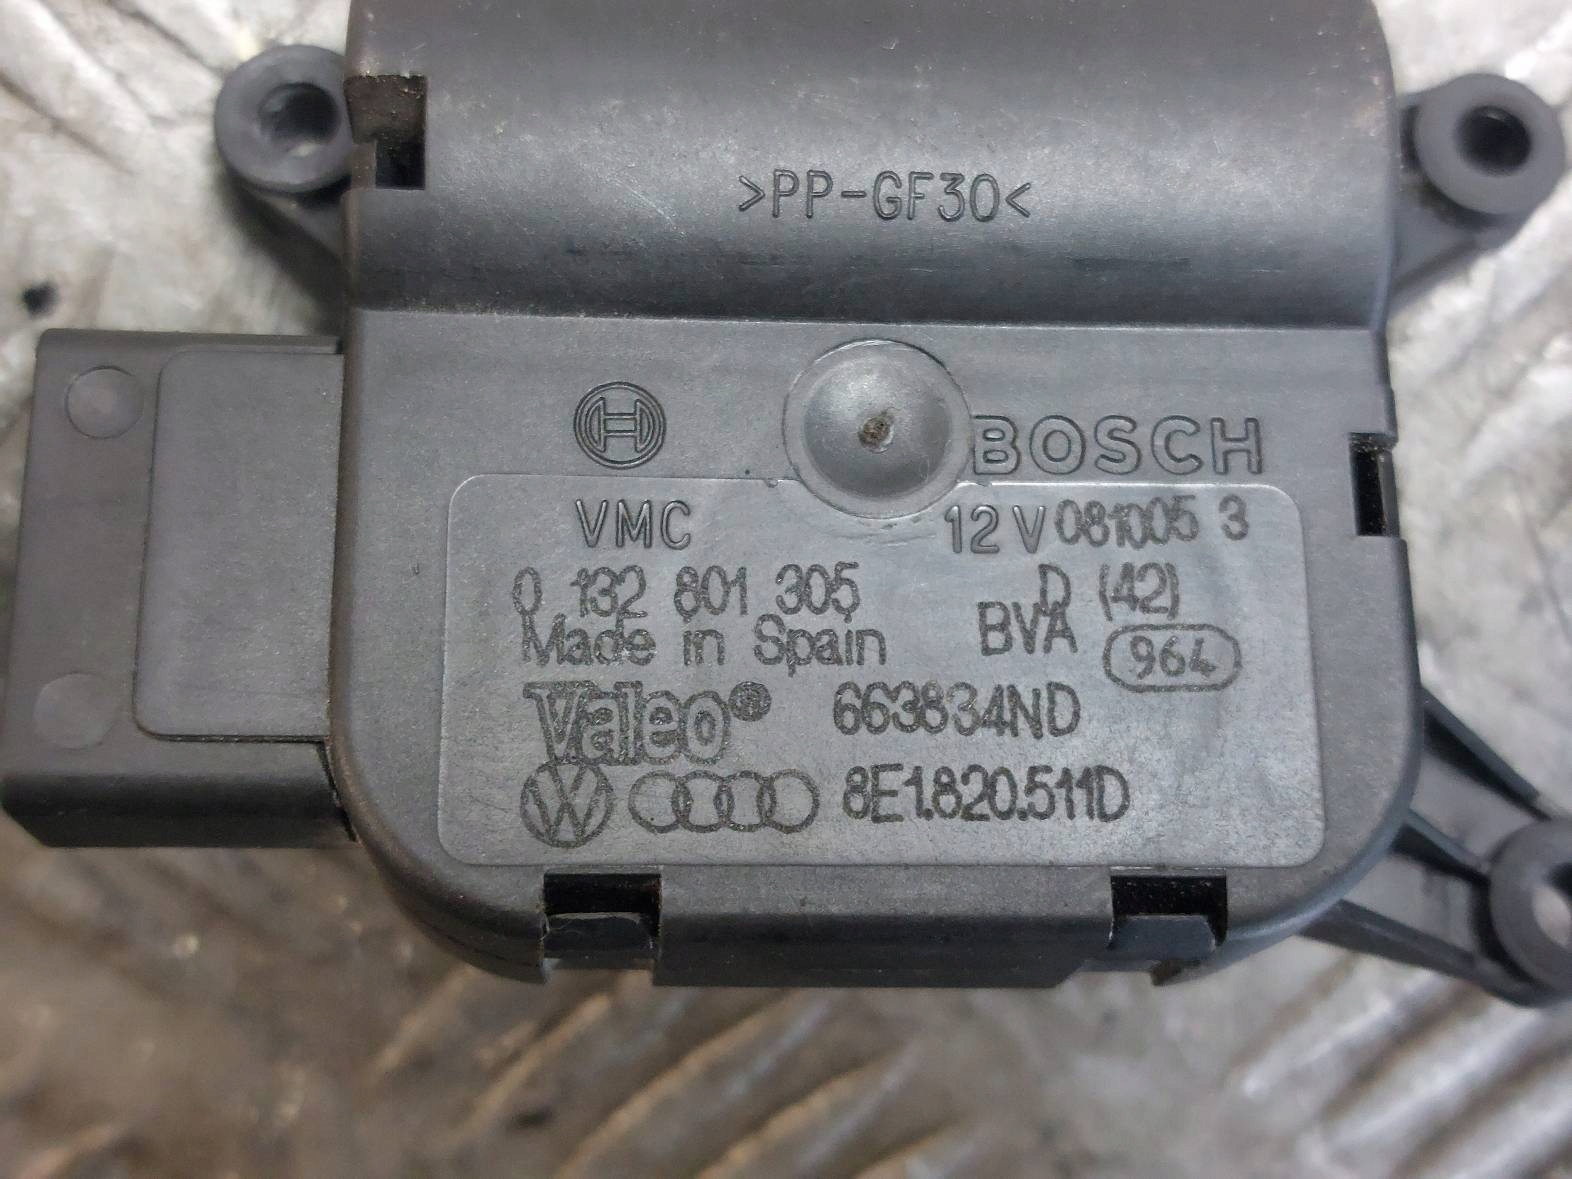 >PP-GF30<
BOSCH
VMC 12V 081005 3
0 132 801 305 D (42)
Made in Spain BVA 964
Valeo® 663834ND
8E1.820.511D